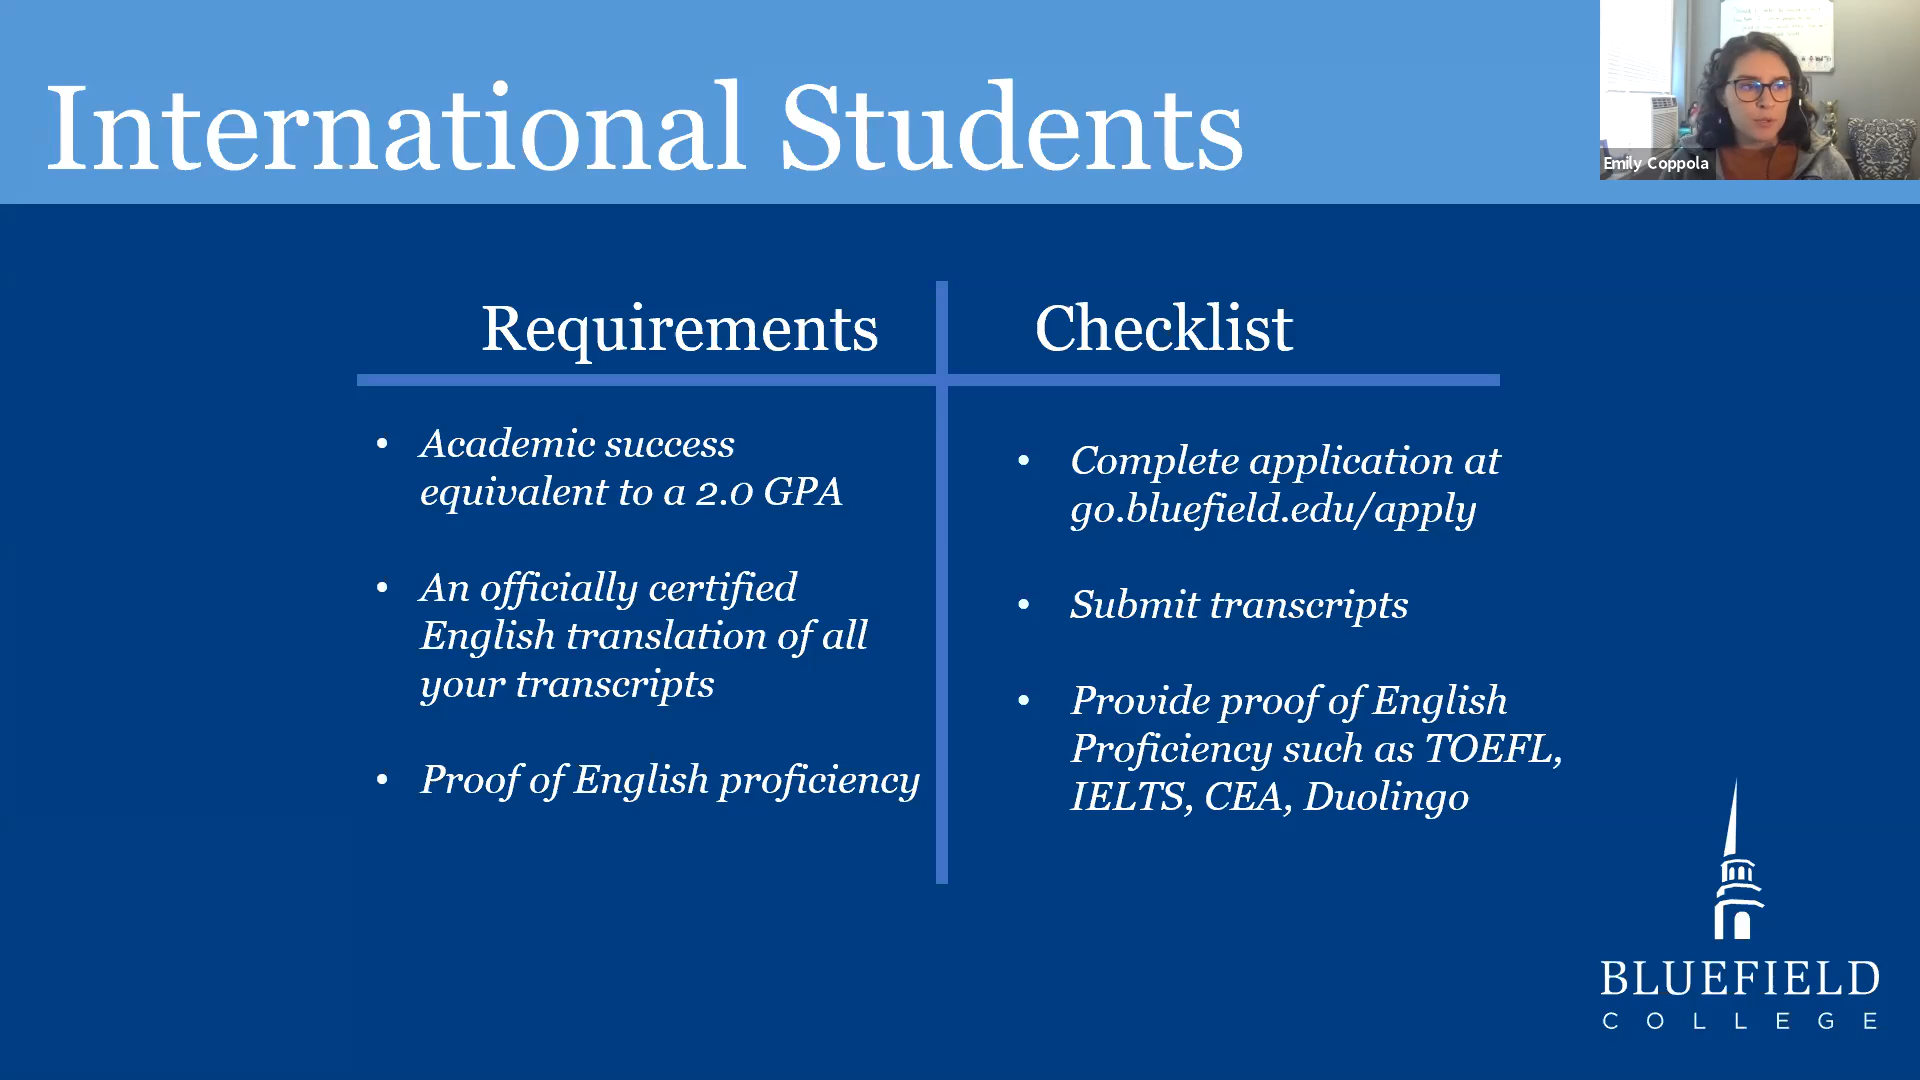 International Students
Emily Coppola
Requirements
Academic success
equivalent to a 2.0 GPA
An officially certified
English translation of all
your transcripts
Proof of English proficiency
Checklist
Complete application at
go.bluefield.edu/apply
Submit transcripts
Provide proof of English
Proficiency such as TOEFL,
IELTS, CEA, Duolingo
BLUEFIELD
COLLEGE